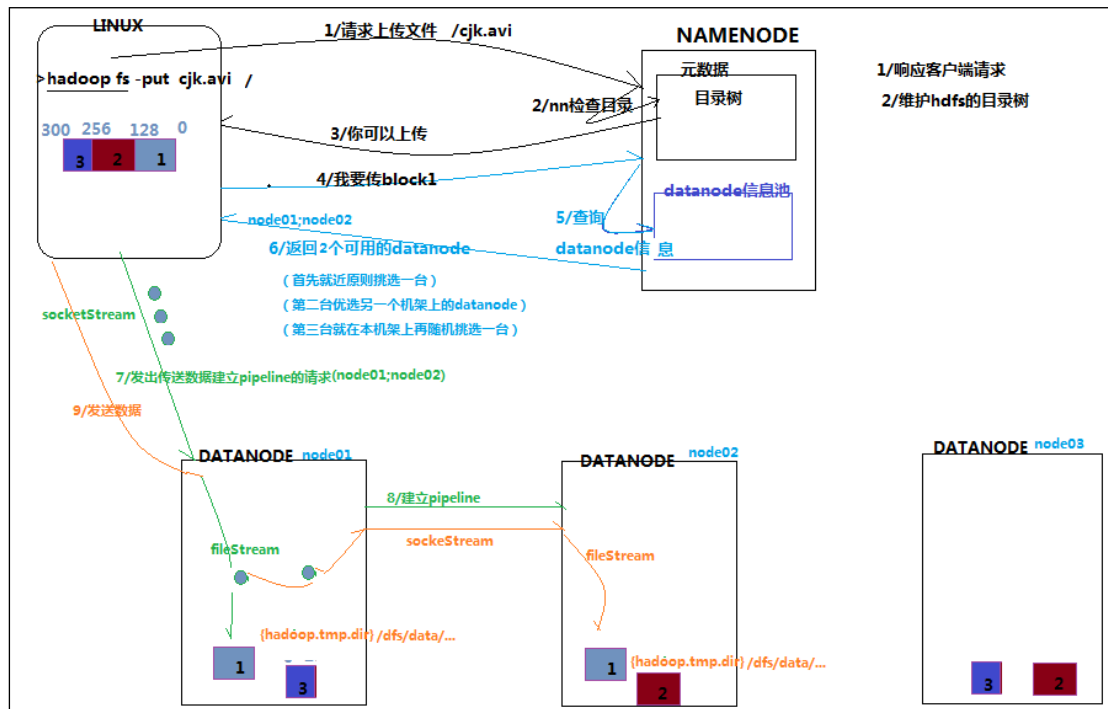 LINUX
1/请求上传文件 /cjk.avi
NAMENODE
>hadoop fs -put cjk.avi /
元数据
目录树
1/响应客户端请求
2/维护hdfs的目录树
2/nn检查目录
300 256 128 0
3 2 1
3/你可以上传
4/我要传block1
datanode信息池
node01;node02
5/查询
datanode信 息
6/返回2个可用的datanode
(首先就近原则挑选一台)
(第二台优选另一个机架上的datanode)
(第三台就在本机架上再随机挑选一台)
socketStream
7/发出传送数据建立pipeline的请求(node01;node02)
9/发送数据
DATANODE node01
DATANODE node02
DATANODE node03
8/建立pipeline
sockeStream
fileStream
fileStream
{hadoop.tmp.dir}/dfs/data/...
1
3
1
{hadoop.tmp.dir}/dfs/data/...
2
3
2